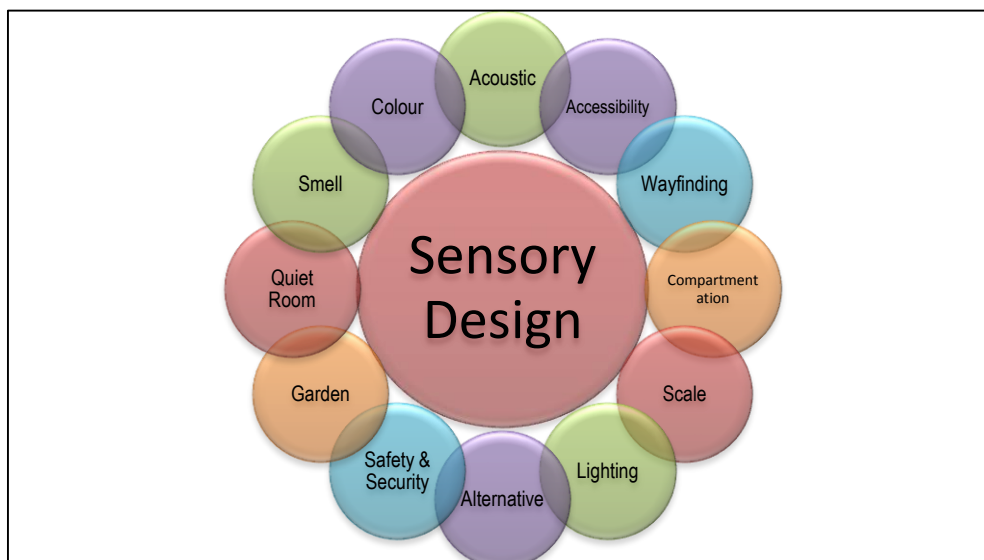 Sensory
Design
Acoustic
Accessibility
Wayfinding
Compartment
ation
Scale
Lighting
Alternative
Safety &
Security
Garden
Quiet
Room
Smell
Colour